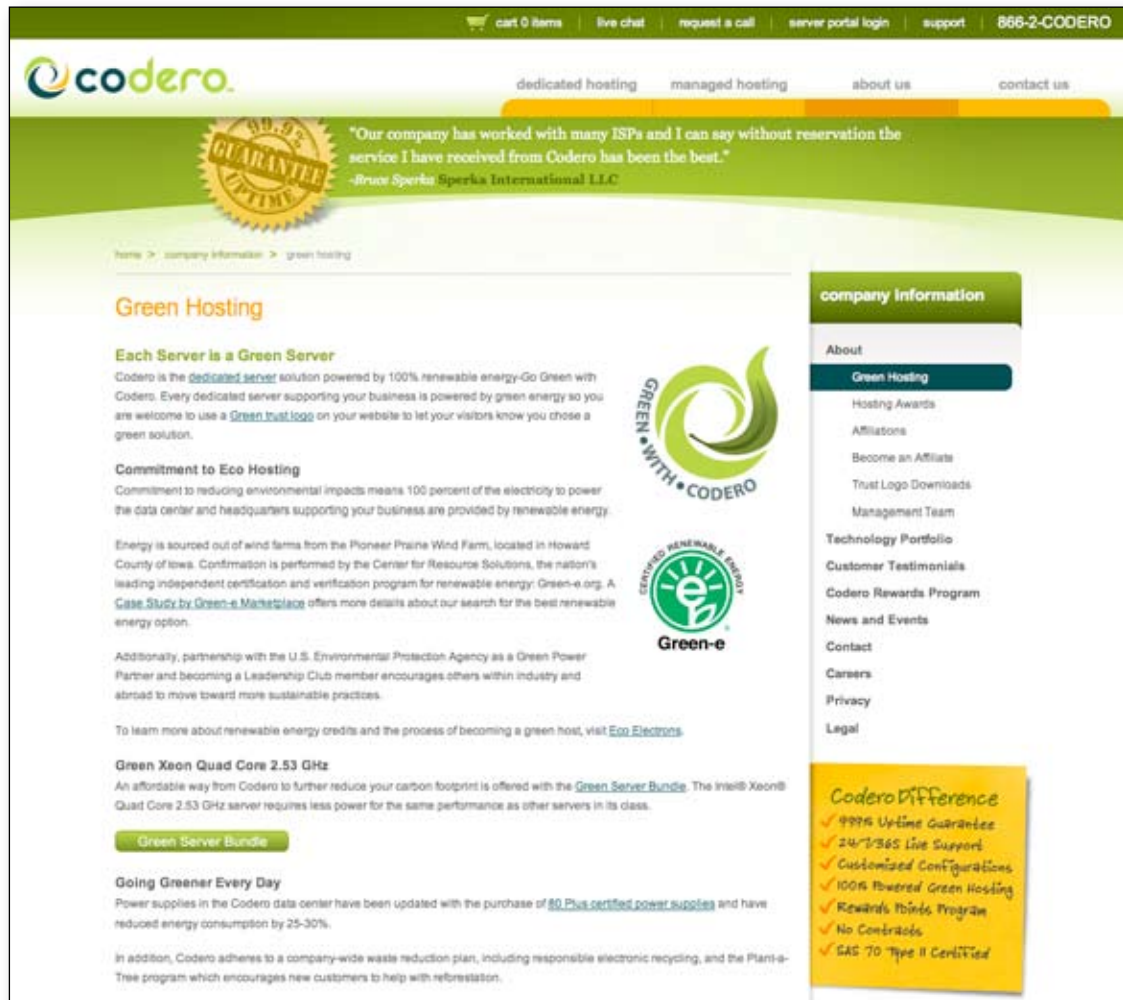 cart 0 items | live chat | request a call | server portal login | support | 866-2-CODERO
codero™
dedicated hosting managed hosting about us contact us
99.9%
GUARANTEE
UPTIME
"Our company has worked with many ISPs and I can say without reservation the
service I have received from Codero has been the best."
-Bruce Sperka Sperka International LLC
home > company information > green hosting
Green Hosting
Each Server is a Green Server
Codero is the dedicated server solution powered by 100% renewable energy-Go Green with
Codero. Every dedicated server supporting your business is powered by green energy so you
are welcome to use a Green trust logo on your website to let your visitors know you chose a
green solution.
GREEN • WITH • CODERO
Commitment to Eco Hosting
Commitment to reducing environmental impacts means 100 percent of the electricity to power
the data center and headquarters supporting your business are provided by renewable energy.
Energy is sourced out of wind farms from the Pioneer Prairie Wind Farm, located in Howard
County of Iowa. Confirmation is performed by the Center for Resource Solutions, the nation's
leading independent certification and verification program for renewable energy: Green-e.org. A
Case Study by Green-e Marketplace offers more details about our search for the best renewable
energy option.
CERTIFIED RENEWABLE ENERGY
e
Green-e
Additionally, partnership with the U.S. Environmental Protection Agency as a Green Power
Partner and becoming a Leadership Club member encourages others within industry and
abroad to move toward more sustainable practices.
To learn more about renewable energy credits and the process of becoming a green host, visit Eco Electrons.
Green Xeon Quad Core 2.53 GHz
An affordable way from Codero to further reduce your carbon footprint is offered with the Green Server Bundle. The Intel® Xeon®
Quad Core 2.53 GHz server requires less power for the same performance as other servers in its class.
Green Server Bundle
Going Greener Every Day
Power supplies in the Codero data center have been updated with the purchase of 80 Plus certified power supplies and have
reduced energy consumption by 25-30%.
In addition, Codero adheres to a company-wide waste reduction plan, including responsible electronic recycling, and the Plant-a-
Tree program which encourages new customers to help with reforestation.
company information
About
Green Hosting
Hosting Awards
Affiliations
Become an Affiliate
Trust Logo Downloads
Management Team
Technology Portfolio
Customer Testimonials
Codero Rewards Program
News and Events
Contact
Careers
Privacy
Legal
Codero Difference
999% Uptime Guarantee
24/7/365 Live Support
Customized Configurations
100% Powered Green Hosting
Rewards Points Program
No Contracts
SAS 70 Type II Certified